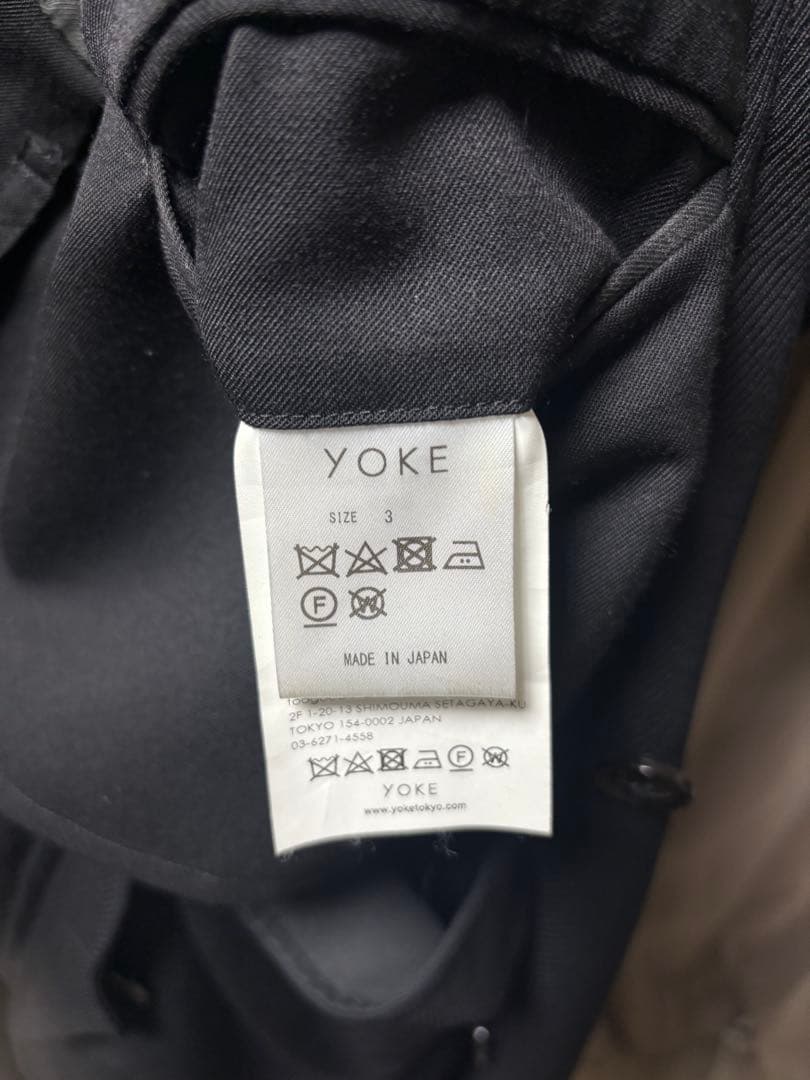 YOKE
SIZE 3
F W
MADE IN JAPAN
2F 1-20-13 SHIMOUMA SETAGAYA-KU
TOKYO 154-0002 JAPAN
03-6271-4558
F W
YOKE
www.yoketokyo.com